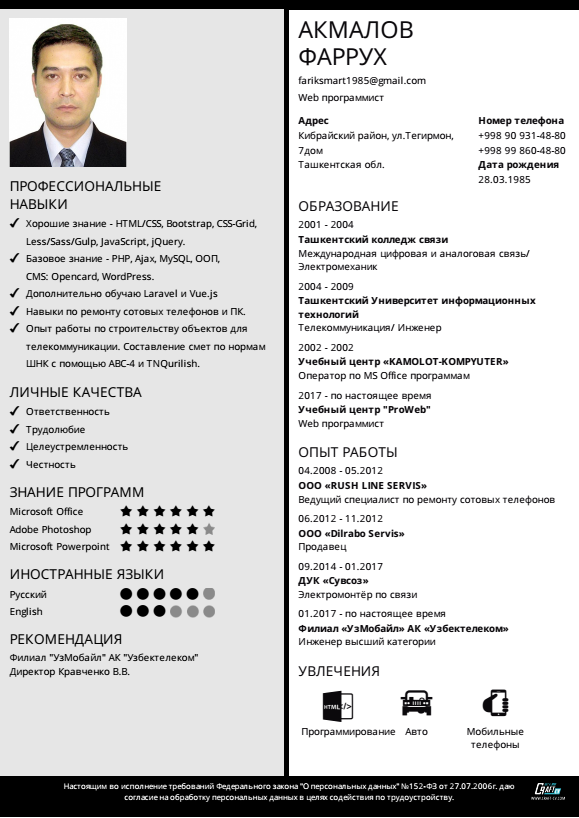 ПРОФЕССИОНАЛЬНЫЕ
НАВЫКИ
Хорошие знание - HTML/CSS, Bootstrap, CSS-Grid,
Less/Sass/Gulp, JavaScript, jQuery.
Базовое знание - PHP, Ajax, MySQL, ООП,
CMS: Opencard, WordPress.
Дополнительно обучаю Laravel и Vue.js
Навыки по ремонту сотовых телефонов и ПК.
Опыт работы по строительству объектов для
телекоммуникации. Составление смет по нормам
ШНК с помощью АВС-4 и TNQurilish.
ЛИЧНЫЕ КАЧЕСТВА
Ответственность
Трудолюбие
Целеустремленность
Честность
ЗНАНИЕ ПРОГРАММ
Microsoft Office
Adobe Photoshop
Microsoft Powerpoint
ИНОСТРАННЫЕ ЯЗЫКИ
Русский
English
РЕКОМЕНДАЦИЯ
Филиал "УзМобайл" АК "Узбектелеком"
Директор Кравченко В.В.
АКМАЛОВ
ФАРРУХ
fariksmart1985@gmail.com
Web программист
Адрес
Кибрайский район, ул.Тегирмон,
7дом
Ташкентская обл.
Номер телефона
+998 90 931-48-80
+998 99 860-48-80
Дата рождения
28.03.1985
ОБРАЗОВАНИЕ
2001 - 2004
Ташкентский колледж связи
Международная цифровая и аналоговая связь/
Электромеханик
2004 - 2009
Ташкентский Университет информационных
технологий
Телекоммуникация/ Инженер
2002 - 2002
Учебный центр «KAMOLOT-KOMPYUTER»
Оператор по MS Office программам
2017 - по настоящее время
Учебный центр "ProWeb"
Web программист
ОПЫТ РАБОТЫ
04.2008 - 05.2012
ООО «RUSH LINE SERVIS»
Ведущий специалист по ремонту сотовых телефонов
06.2012 - 11.2012
ООО «Dilrabo Servis»
Продавец
09.2014 - 01.2017
ДУК «Сувсоз»
Электромонтёр по связи
01.2017 - по настоящее время
Филиал «УзМобайл» АК «Узбектелеком»
Инженер высший категории
УВЛЕЧЕНИЯ
HTML </>
Программирование
Авто
Мобильные
телефоны
Настоящим во исполнение требований Федерального закона "О персональных данных" №152-ФЗ от 27.07.2006г. даю
согласие на обработку персональных данных в целях содействия по трудоустройству.
CRAFT
WWW.CRAFT-CV.COM